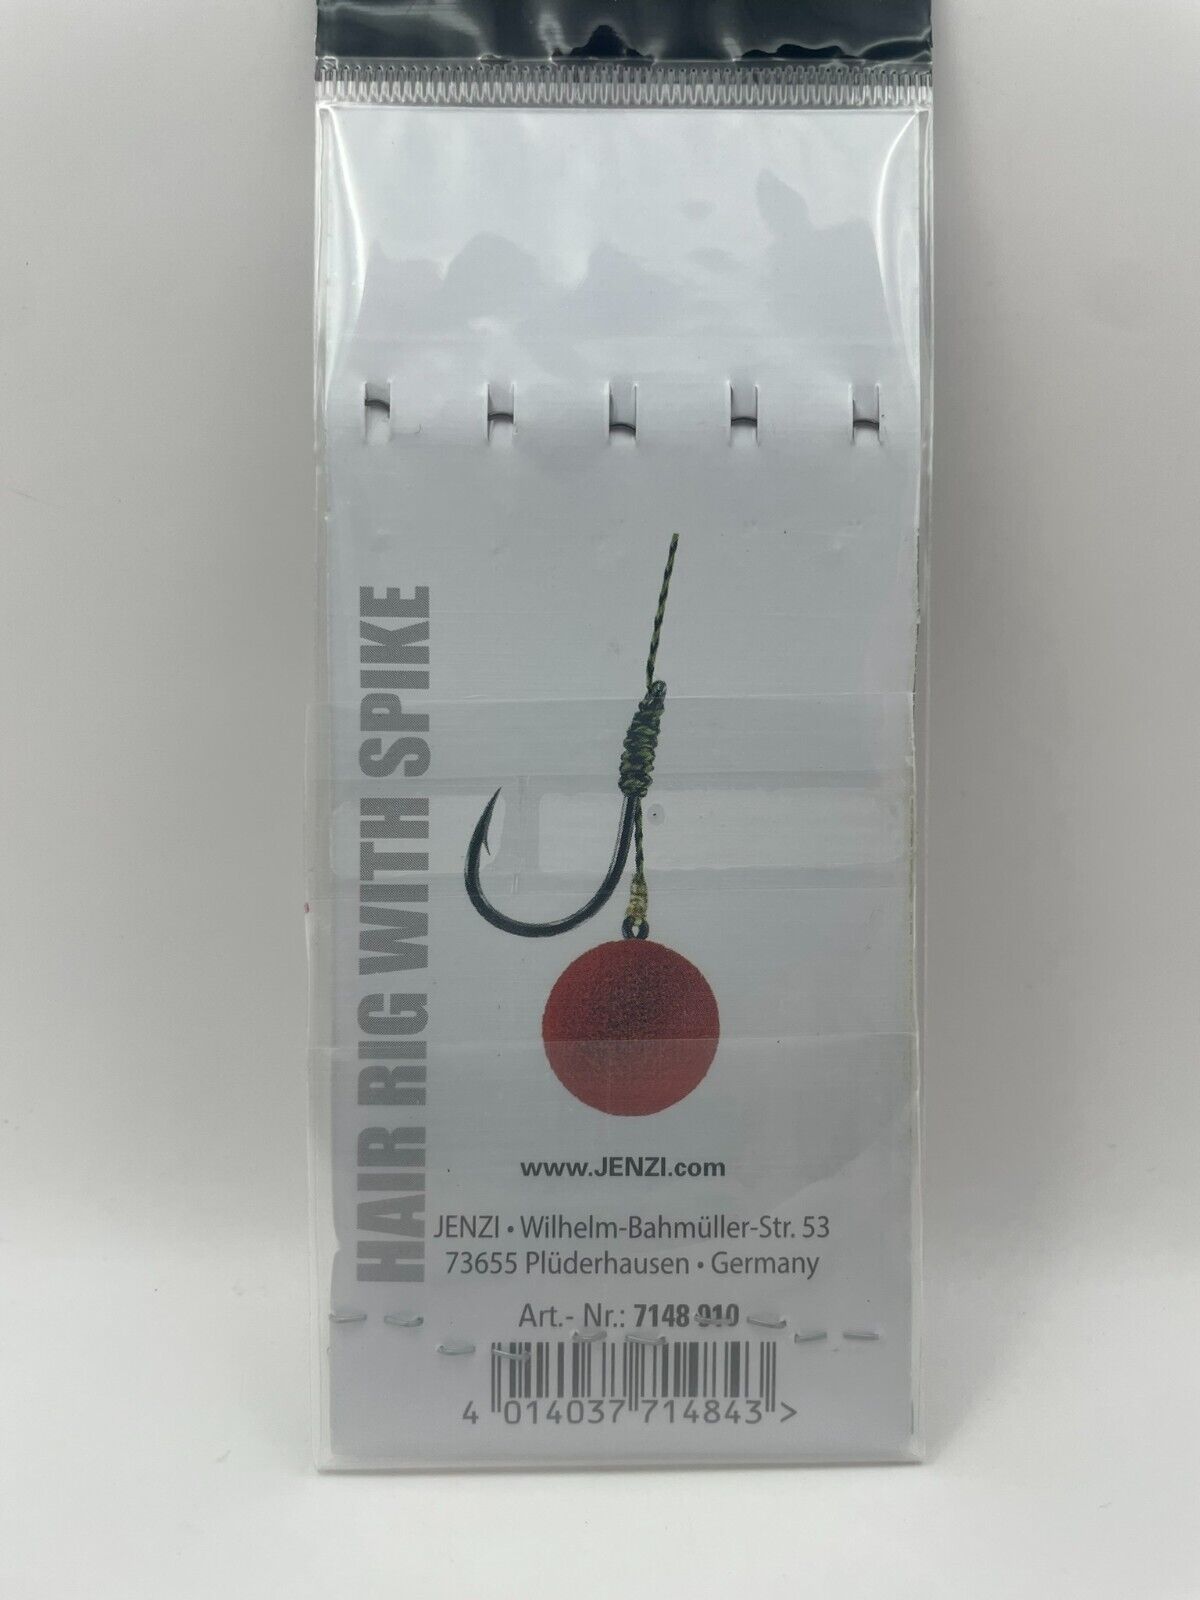 HAIR RIG WITH SPIKE
www.JENZI.com
JENZI • Wilhelm-Bahmüller-Str. 53
73655 Plüderhausen • Germany
Art.- Nr.: 7148 010
4 014037 714843 >